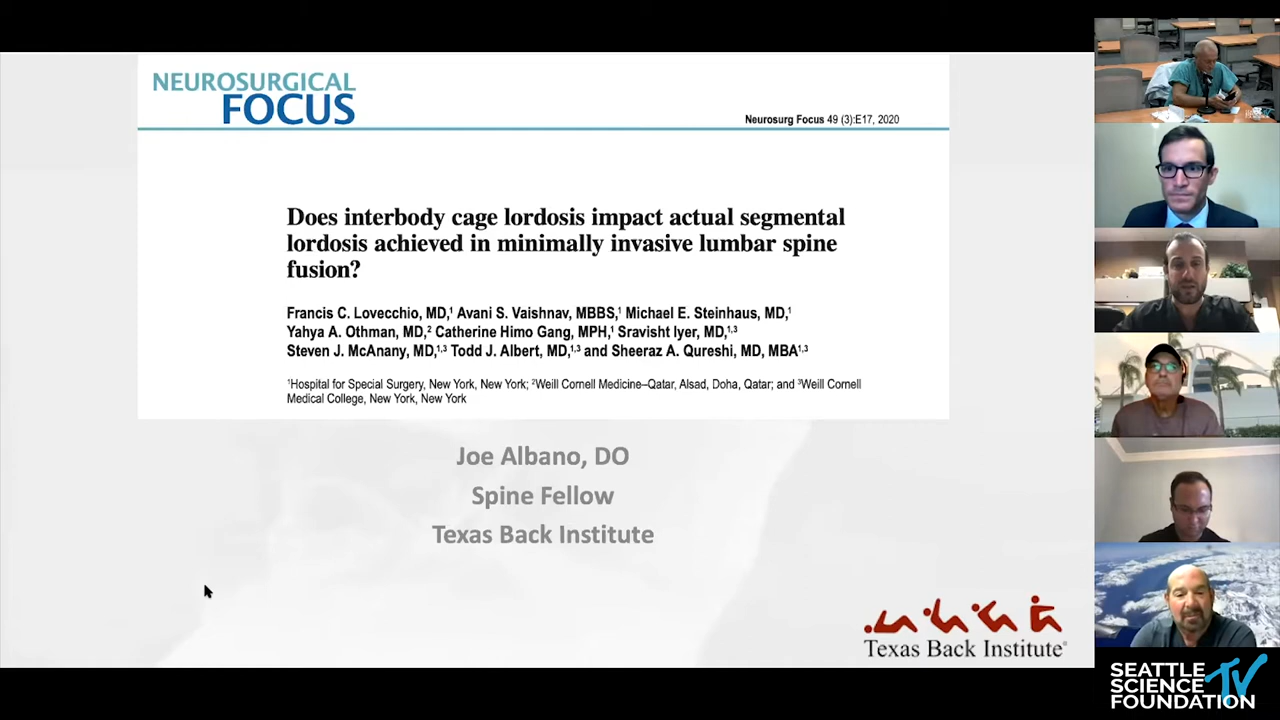 NEUROSURGICAL
FOCUS
Neurosurg Focus 49 (3):E17, 2020
Does interbody cage lordosis impact actual segmental
lordosis achieved in minimally invasive lumbar spine
fusion?
Francis C. Lovecchio, MD,¹ Avani S. Vaishnav, MBBS,¹ Michael E. Steinhaus, MD,¹
Yahya A. Othman, MD,² Catherine Himo Gang, MPH,¹ Sravisht Iyer, MD,¹,³
Steven J. McAnany, MD,¹,³ Todd J. Albert, MD,¹,³ and Sheeraz A. Qureshi, MD, MBA¹,³
¹Hospital for Special Surgery, New York, New York; ²Weill Cornell Medicine–Qatar, Alsad, Doha, Qatar; and ³Weill Cornell
Medical College, New York, New York
Joe Albano, DO
Spine Fellow
Texas Back Institute
Texas Back Institute®
SEATTLE
SCIENCE
FOUNDATION
TV